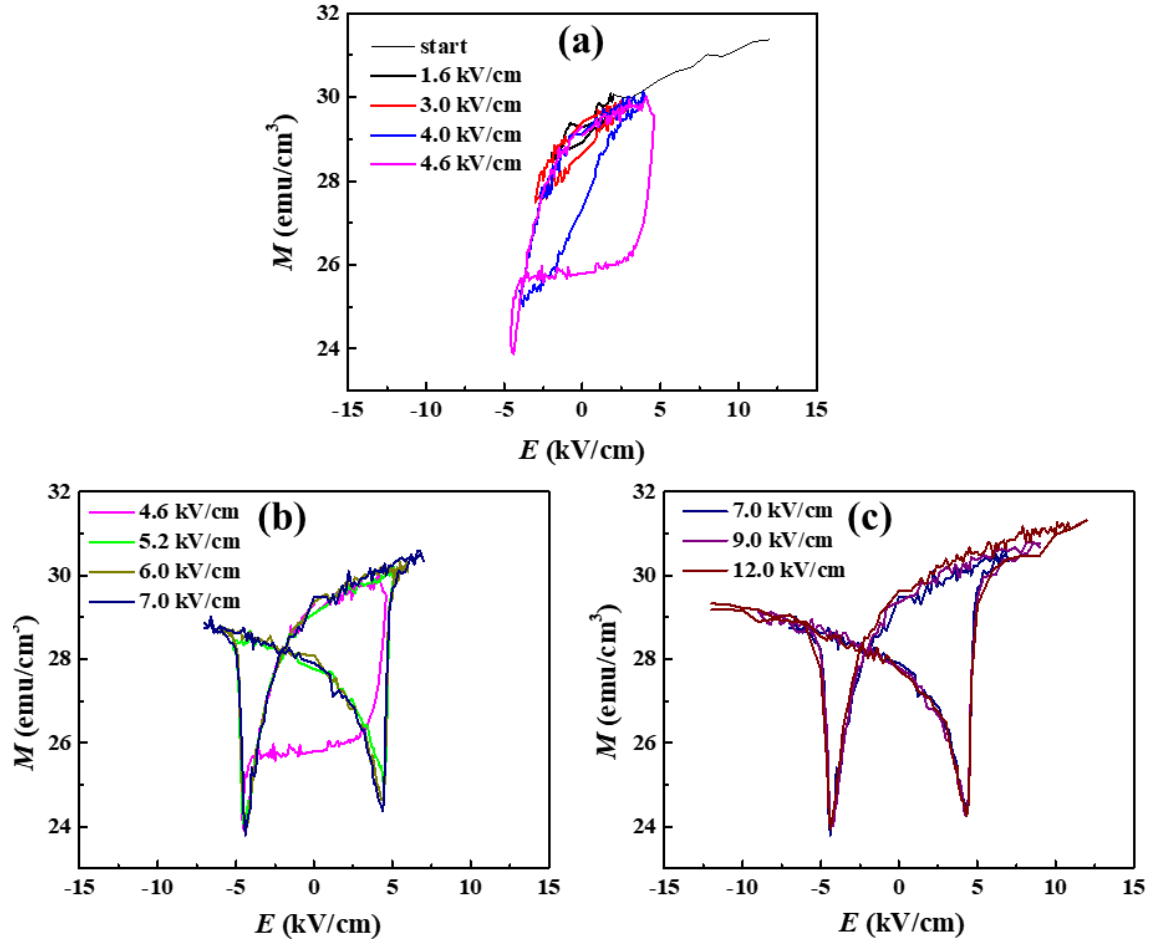 (a)
start
1.6 kV/cm
3.0 kV/cm
4.0 kV/cm
4.6 kV/cm
32
30
28
26
24
M (emu/cm³)
-15 -10 -5 0 5 10 15
E (kV/cm)
(b)
4.6 kV/cm
5.2 kV/cm
6.0 kV/cm
7.0 kV/cm
32
30
28
26
24
M (emu/cm³)
-15 -10 -5 0 5 10 15
E (kV/cm)
(c)
7.0 kV/cm
9.0 kV/cm
12.0 kV/cm
32
30
28
26
24
M (emu/cm³)
-15 -10 -5 0 5 10 15
E (kV/cm)